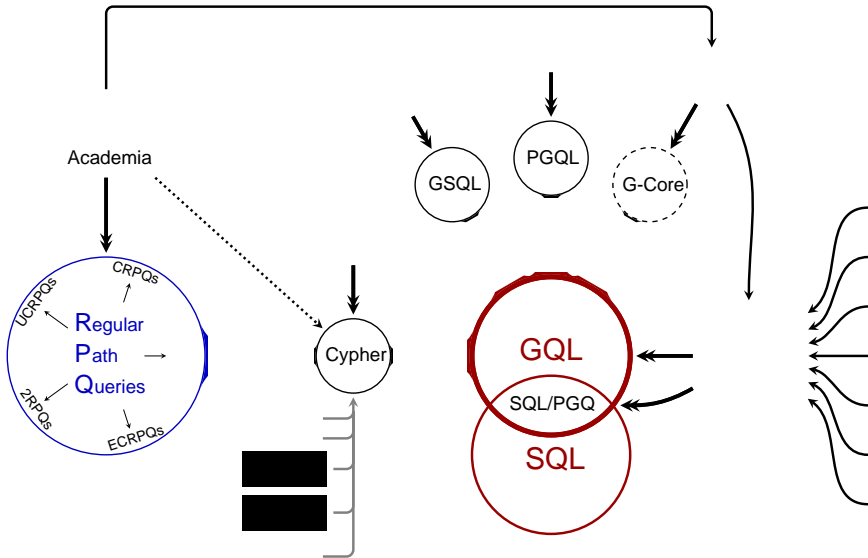 Academia
PGQL
GSQL
G-Core
CRPQs
UCRPQs
Regular
Path
Queries
2RPQs
ECRPQs
Cypher
GQL
SQL/PGQ
SQL